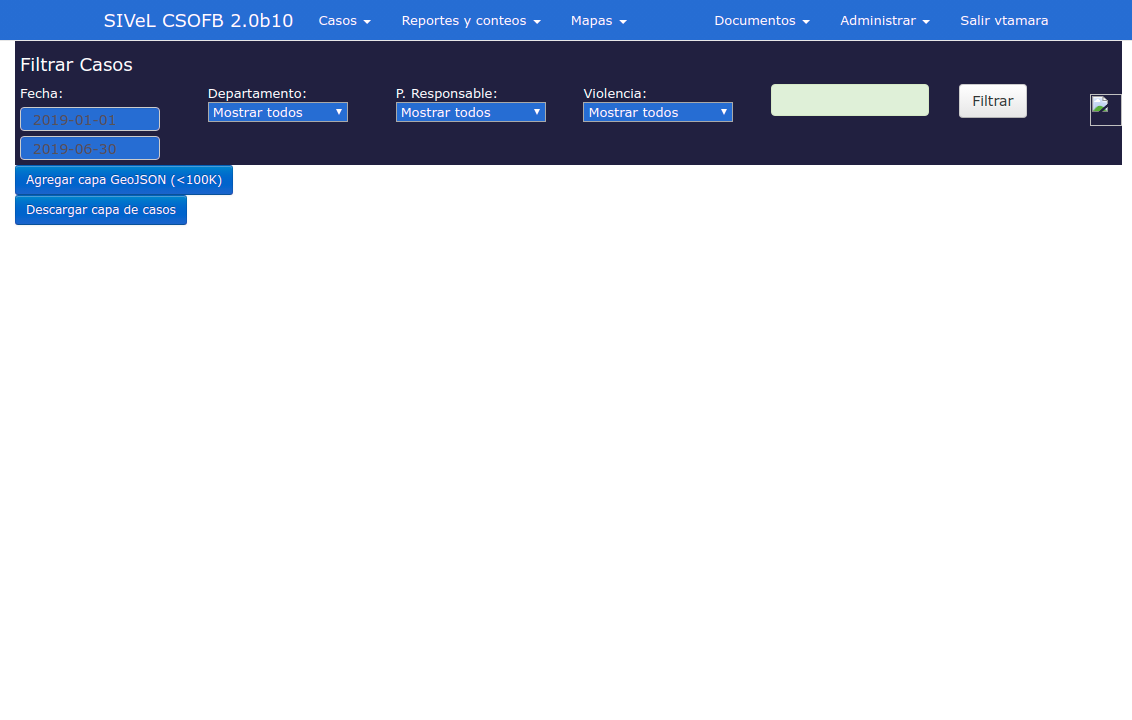 SIVeL CSOFB 2.0b10 Casos Reportes y conteos Mapas Documentos Administrar Salir vtamara
Filtrar Casos
Fecha: Departamento: P. Responsable: Violencia:
Mostrar todos Mostrar todos Mostrar todos Filtrar
2019-01-01
2019-06-30
Agregar capa GeoJSON (<100K)
Descargar capa de casos